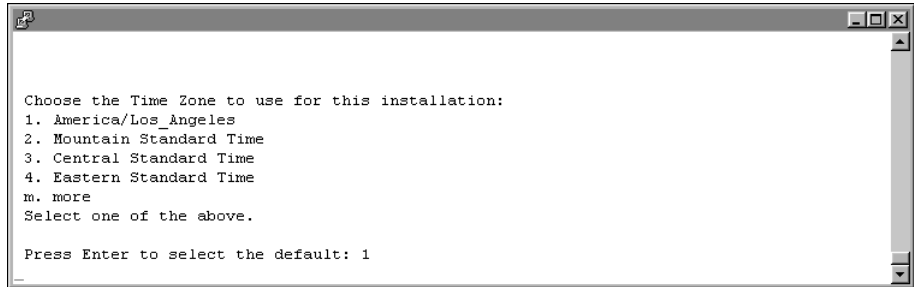 Choose the Time Zone to use for this installation:
1. America/Los_Angeles
2. Mountain Standard Time
3. Central Standard Time
4. Eastern Standard Time
m. more
Select one of the above.
Press Enter to select the default: 1